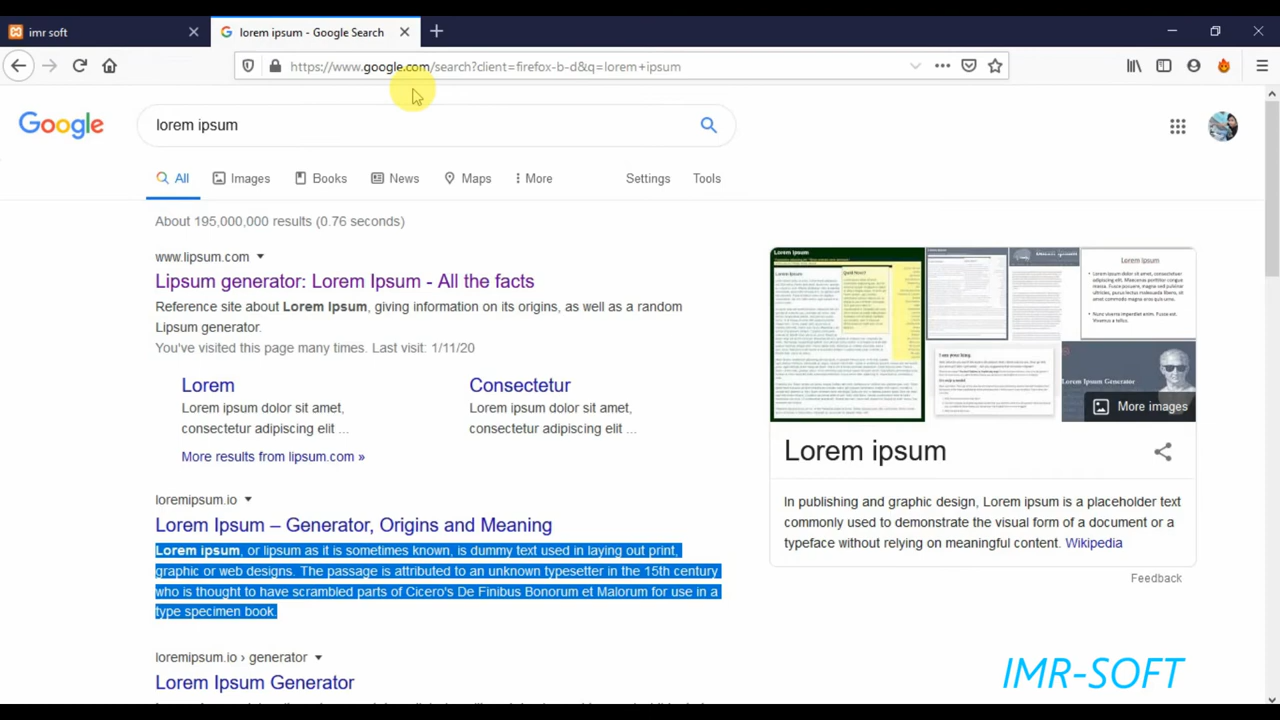 imr soft
lorem ipsum - Google Search
https://www.google.com/search?client=firefox-b-d&q=lorem+ipsum
Google
lorem ipsum
All
Images
Books
News
Maps
More
Settings
Tools
About 195,000,000 results (0.76 seconds)
www.lipsum.com
Lipsum generator: Lorem Ipsum - All the facts
Reference site about Lorem Ipsum, giving information on its origins, as well as a random
Lipsum generator.
You've visited this page many times. Last visit: 1/11/20
Lorem
Lorem ipsum dolor sit amet,
consectetur adipiscing elit ...
Consectetur
Lorem ipsum dolor sit amet,
consectetur adipiscing elit ...
More results from lipsum.com »
loremipsum.io
Lorem Ipsum – Generator, Origins and Meaning
Lorem ipsum, or lipsum as it is sometimes known, is dummy text used in laying out print,
graphic or web designs. The passage is attributed to an unknown typesetter in the 15th century
who is thought to have scrambled parts of Cicero's De Finibus Bonorum et Malorum for use in a
type specimen book.
loremipsum.io › generator
Lorem Ipsum Generator
Lorem ipsum
Lorem Ipsum Generator
More images
Lorem ipsum
In publishing and graphic design, Lorem ipsum is a placeholder text
commonly used to demonstrate the visual form of a document or a
typeface without relying on meaningful content. Wikipedia
Feedback
IMR-SOFT